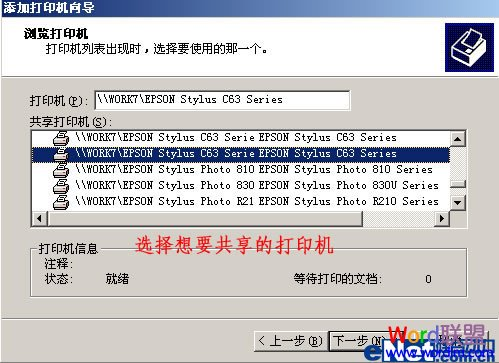 添加打印机向导
浏览打印机
打印机列表出现时，选择要使用的那一个。
打印机(P): \\WORK7\EPSON Stylus C63 Series
共享打印机(S):
\\WORK7\EPSON Stylus C63 Serie EPSON Stylus C63 Series
\\WORK7\EPSON Stylus C63 Serie EPSON Stylus C63 Series
\\WORK7\EPSON Stylus Photo 810 EPSON Stylus Photo 810 Series
\\WORK7\EPSON Stylus Photo 830 EPSON Stylus Photo 830U Series
\\WORK7\EPSON Stylus Photo R21 EPSON Stylus Photo R210 Series
打印机信息
选择想要共享的打印机
注释:
状态: 就绪 等待打印的文档: 0
< 上一步(B) 下一步(N)
Word联盟